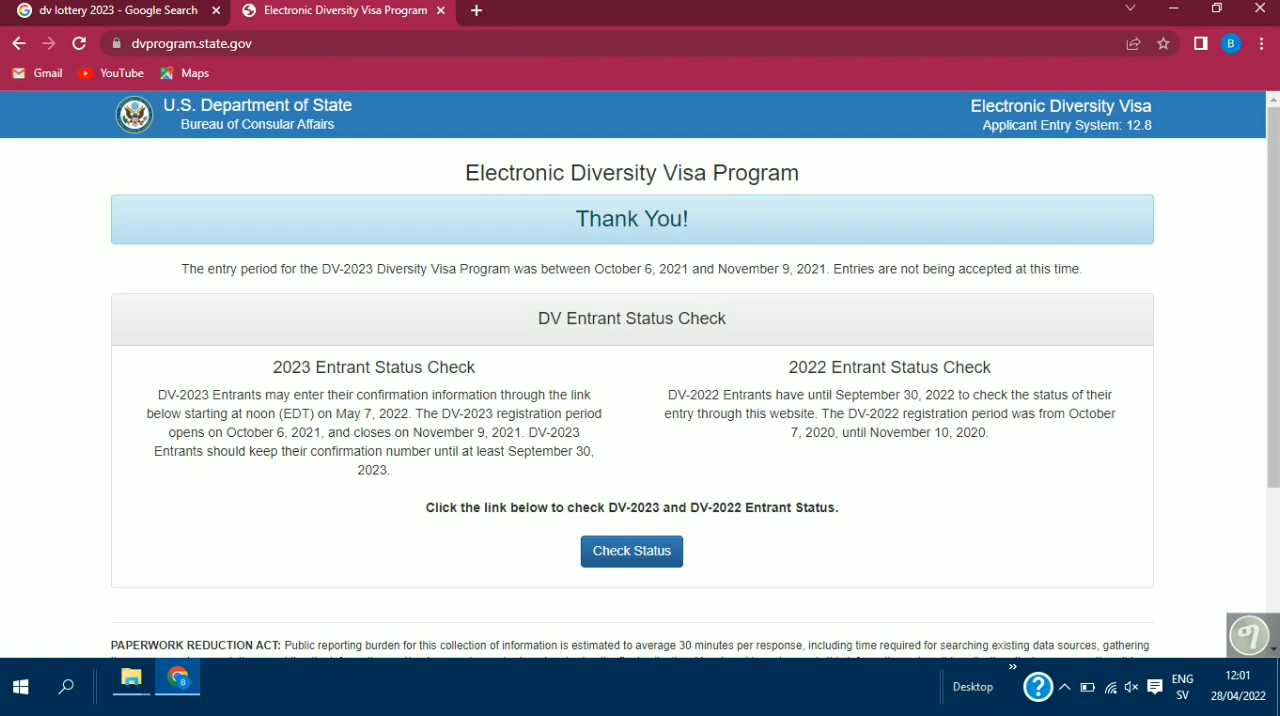 dv lottery 2023 - Google Search
Electronic Diversity Visa Program
dvprogram.state.gov
B
Gmail
YouTube
Maps
U.S. Department of State
Bureau of Consular Affairs
Electronic Diversity Visa
Applicant Entry System: 12.8
Electronic Diversity Visa Program
Thank You!
The entry period for the DV-2023 Diversity Visa Program was between October 6, 2021 and November 9, 2021. Entries are not being accepted at this time.
DV Entrant Status Check
2023 Entrant Status Check
DV-2023 Entrants may enter their confirmation information through the link
below starting at noon (EDT) on May 7, 2022. The DV-2023 registration period
opens on October 6, 2021, and closes on November 9, 2021. DV-2023
Entrants should keep their confirmation number until at least September 30,
2023.
2022 Entrant Status Check
DV-2022 Entrants have until September 30, 2022 to check the status of their
entry through this website. The DV-2022 registration period was from October
7, 2020, until November 10, 2020.
Click the link below to check DV-2023 and DV-2022 Entrant Status.
Check Status
PAPERWORK REDUCTION ACT: Public reporting burden for this collection of information is estimated to average 30 minutes per response, including time required for searching existing data sources, gathering
Desktop
ENG
SV
12:01
28/04/2022